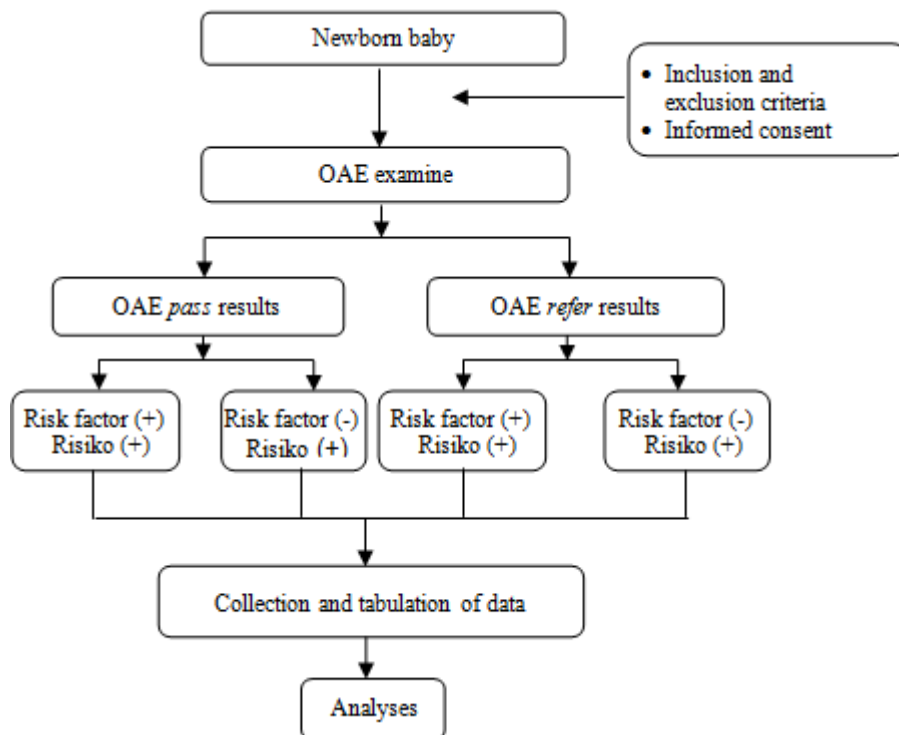 Newborn baby
• Inclusion and
exclusion criteria
• Informed consent
OAE examine
OAE pass results
OAE refer results
Risk factor (+)
Risiko (+)
Risk factor (-)
Risiko (+)
Risk factor (+)
Risiko (+)
Risk factor (-)
Risiko (+)
Collection and tabulation of data
Analyses